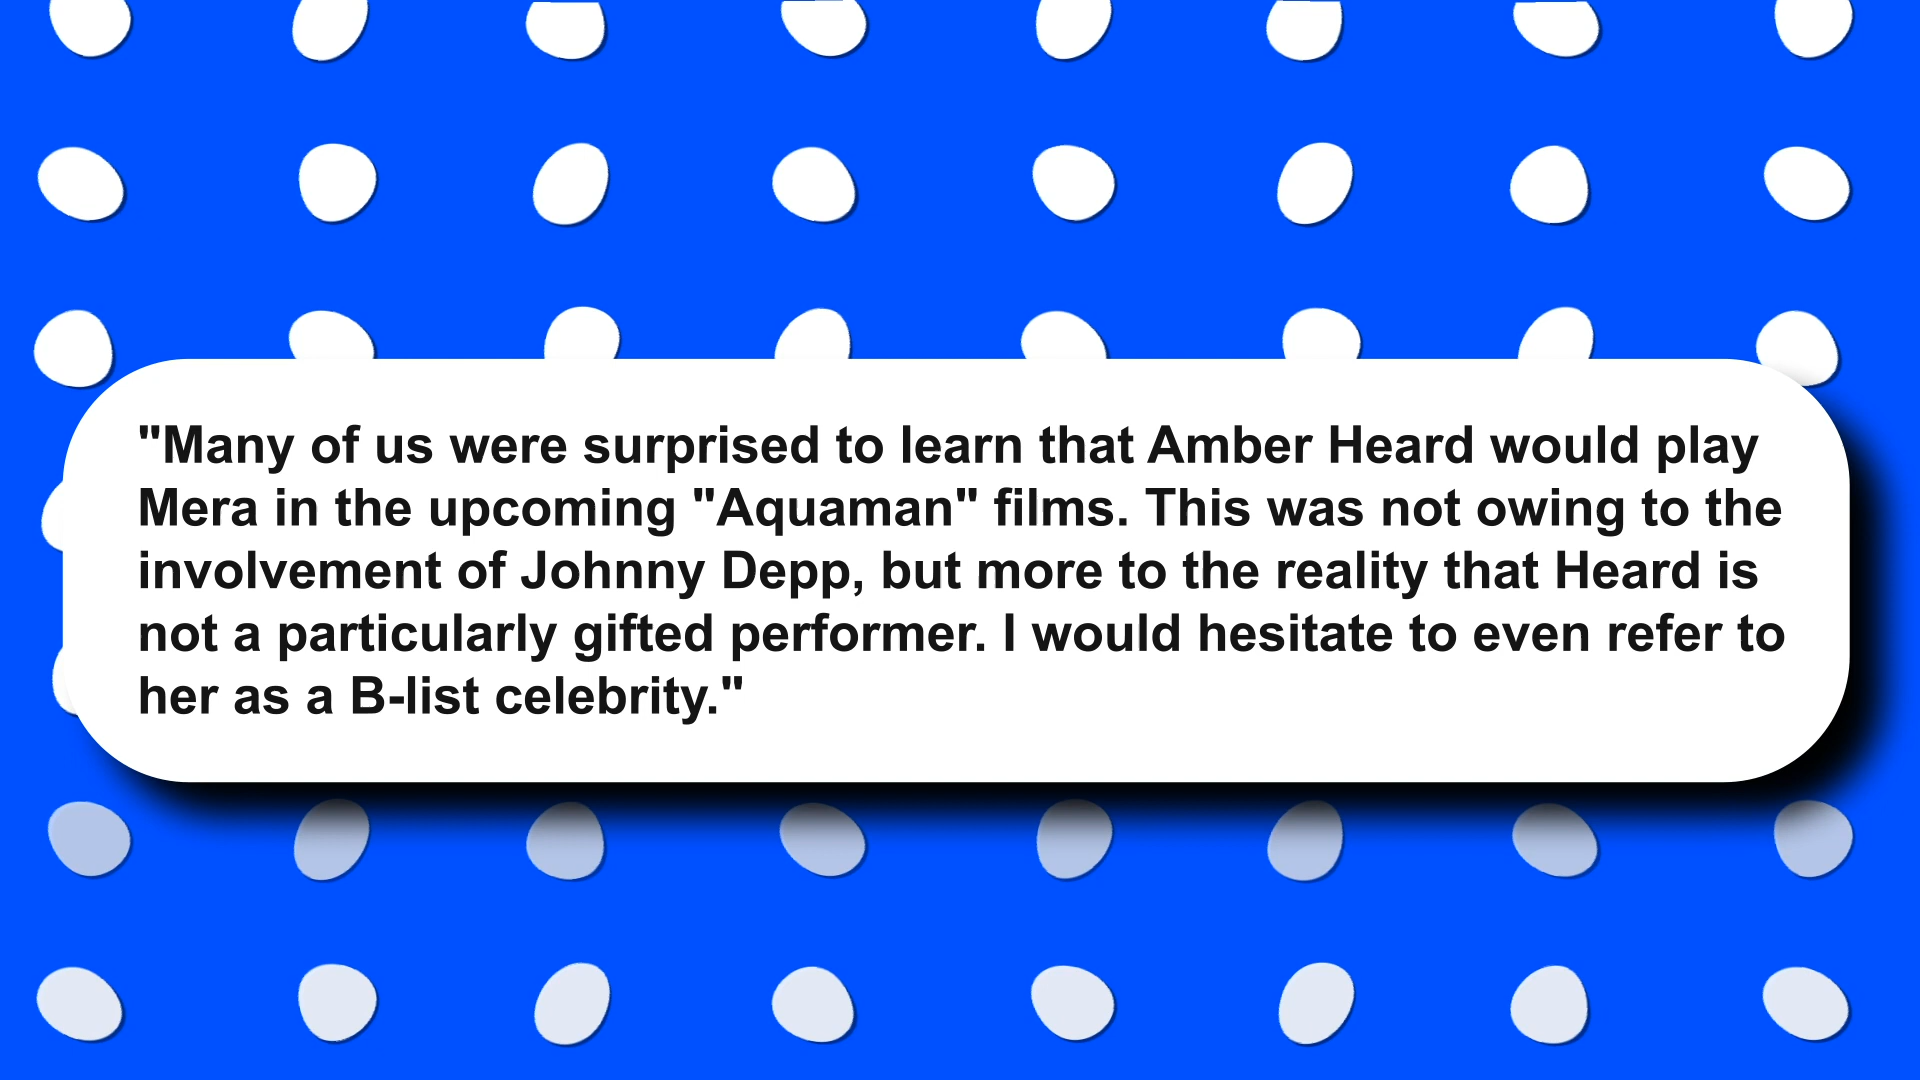 "Many of us were surprised to learn that Amber Heard would play
Mera in the upcoming "Aquaman" films. This was not owing to the
involvement of Johnny Depp, but more to the reality that Heard is
not a particularly gifted performer. I would hesitate to even refer to
her as a B-list celebrity."